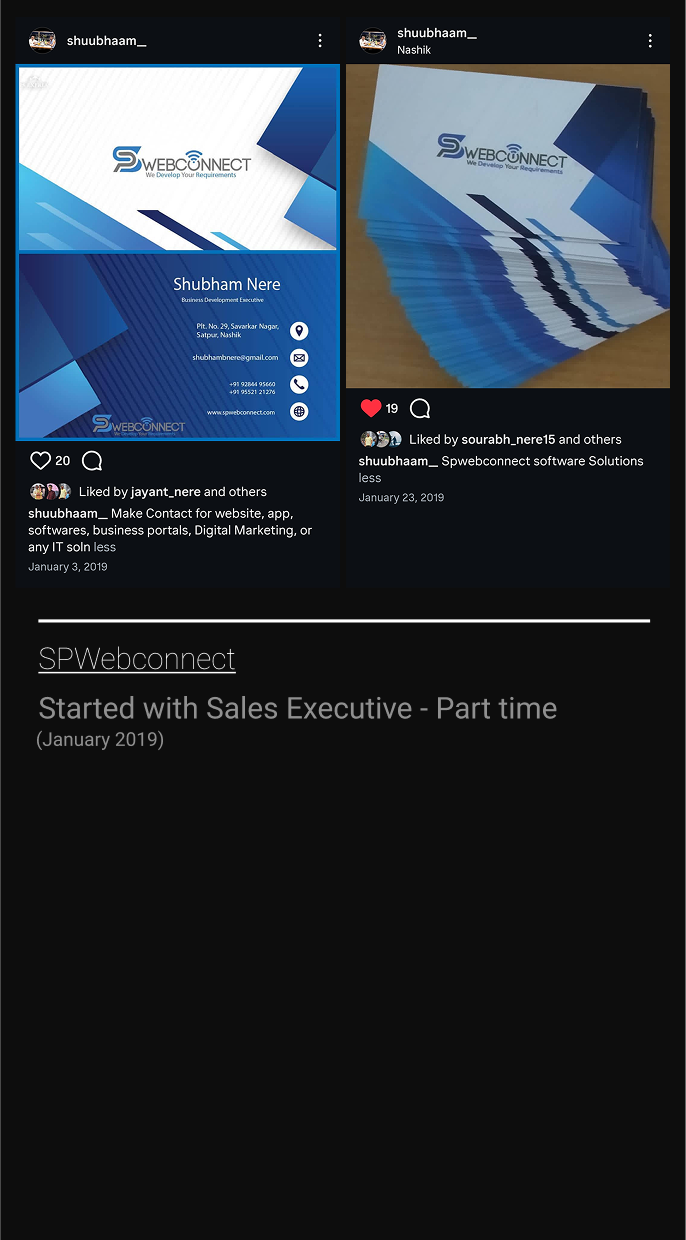 shuubhaam__
SPWEBCONNECT
We Develop Your Requirements
Shubham Nere
Business Development Executive
Plt. No. 29, Savarkar Nagar,
Satpur, Nashik
shubhambnere@gmail.com
+91 92844 95660
+91 95521 21276
www.spwebconnect.com
SPWEBCONNECT
We Develop Your Requirements
20
Liked by jayant_nere and others
shuubhaam__ Make Contact for website, app,
softwares, business portals, Digital Marketing, or
any IT soln less
January 3, 2019
shuubhaam__
Nashik
SPWEBCONNECT
We Develop Your Requirements
19
Liked by sourabh_nere15 and others
shuubhaam__ Spwebconnect software Solutions
less
January 23, 2019
SPWebconnect
Started with Sales Executive - Part time
(January 2019)